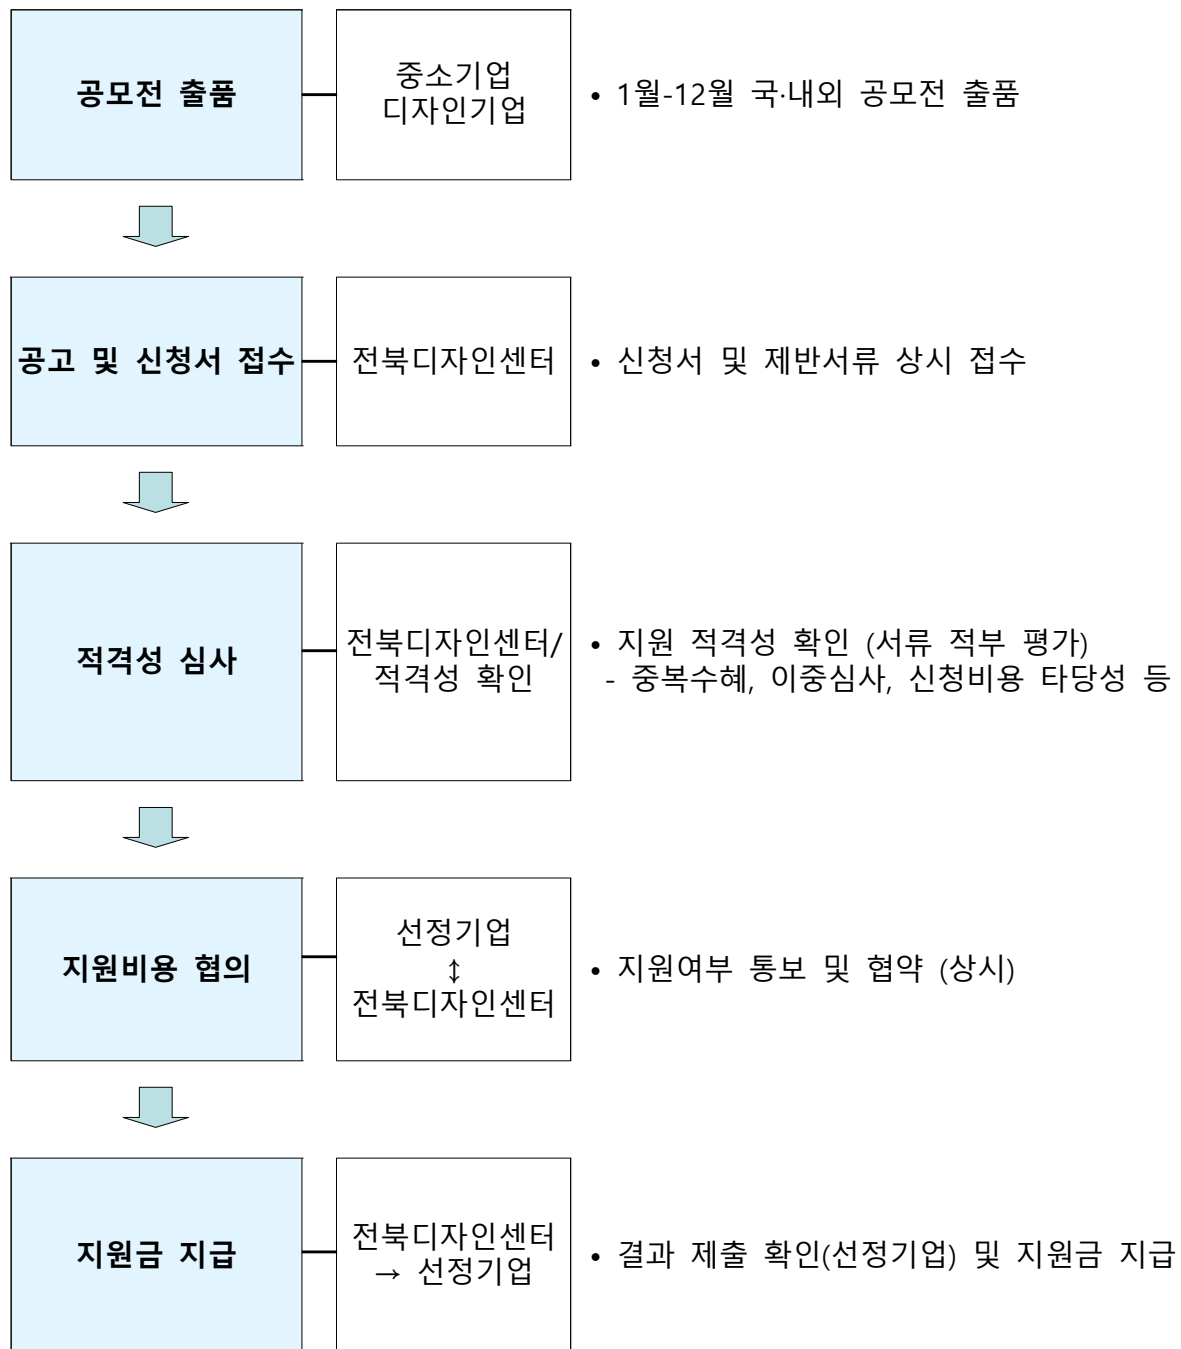 공모전 출품
중소기업
디자인기업
• 1월-12월 국·내외 공모전 출품
공고 및 신청서 접수
전북디자인센터
• 신청서 및 제반서류 상시 접수
적격성 심사
전북디자인센터/
적격성 확인
• 지원 적격성 확인 (서류 적부 평가)
- 중복수혜, 이중심사, 신청비용 타당성 등
지원비용 협의
선정기업
↕
전북디자인센터
• 지원여부 통보 및 협약 (상시)
지원금 지급
전북디자인센터
→ 선정기업
• 결과 제출 확인(선정기업) 및 지원금 지급